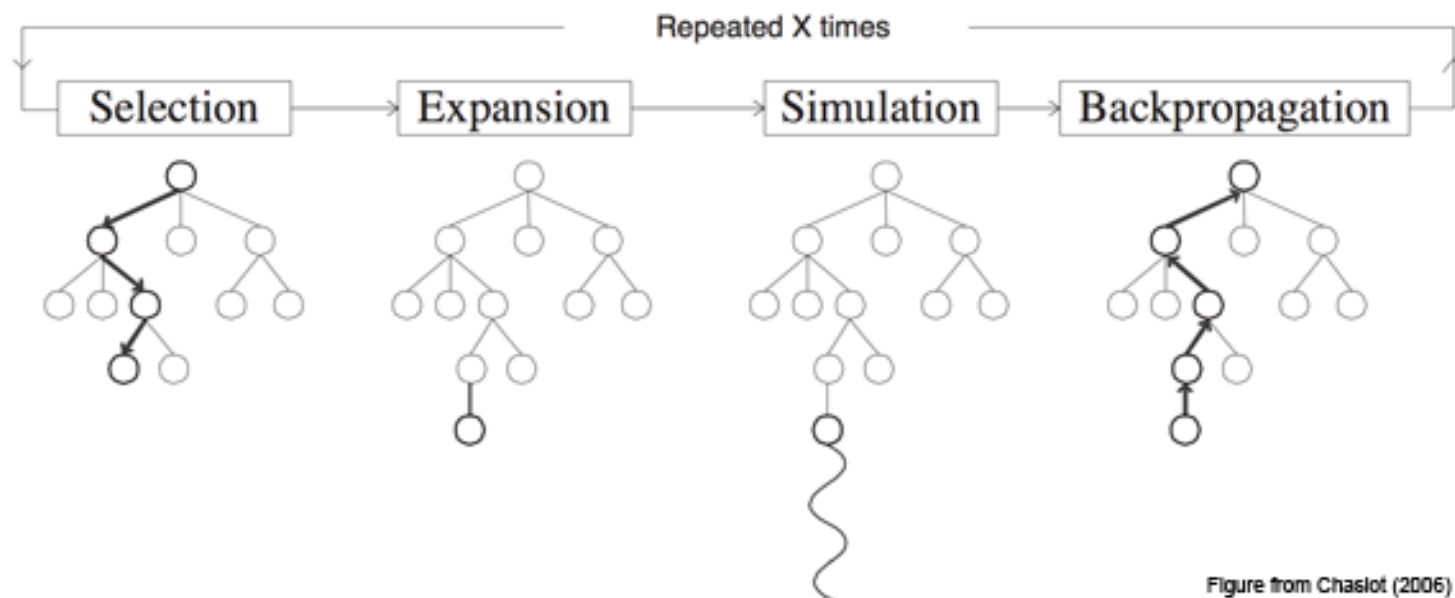 Repeated X times
Selection
Expansion
Simulation
Backpropagation
Figure from Chaslot (2006)